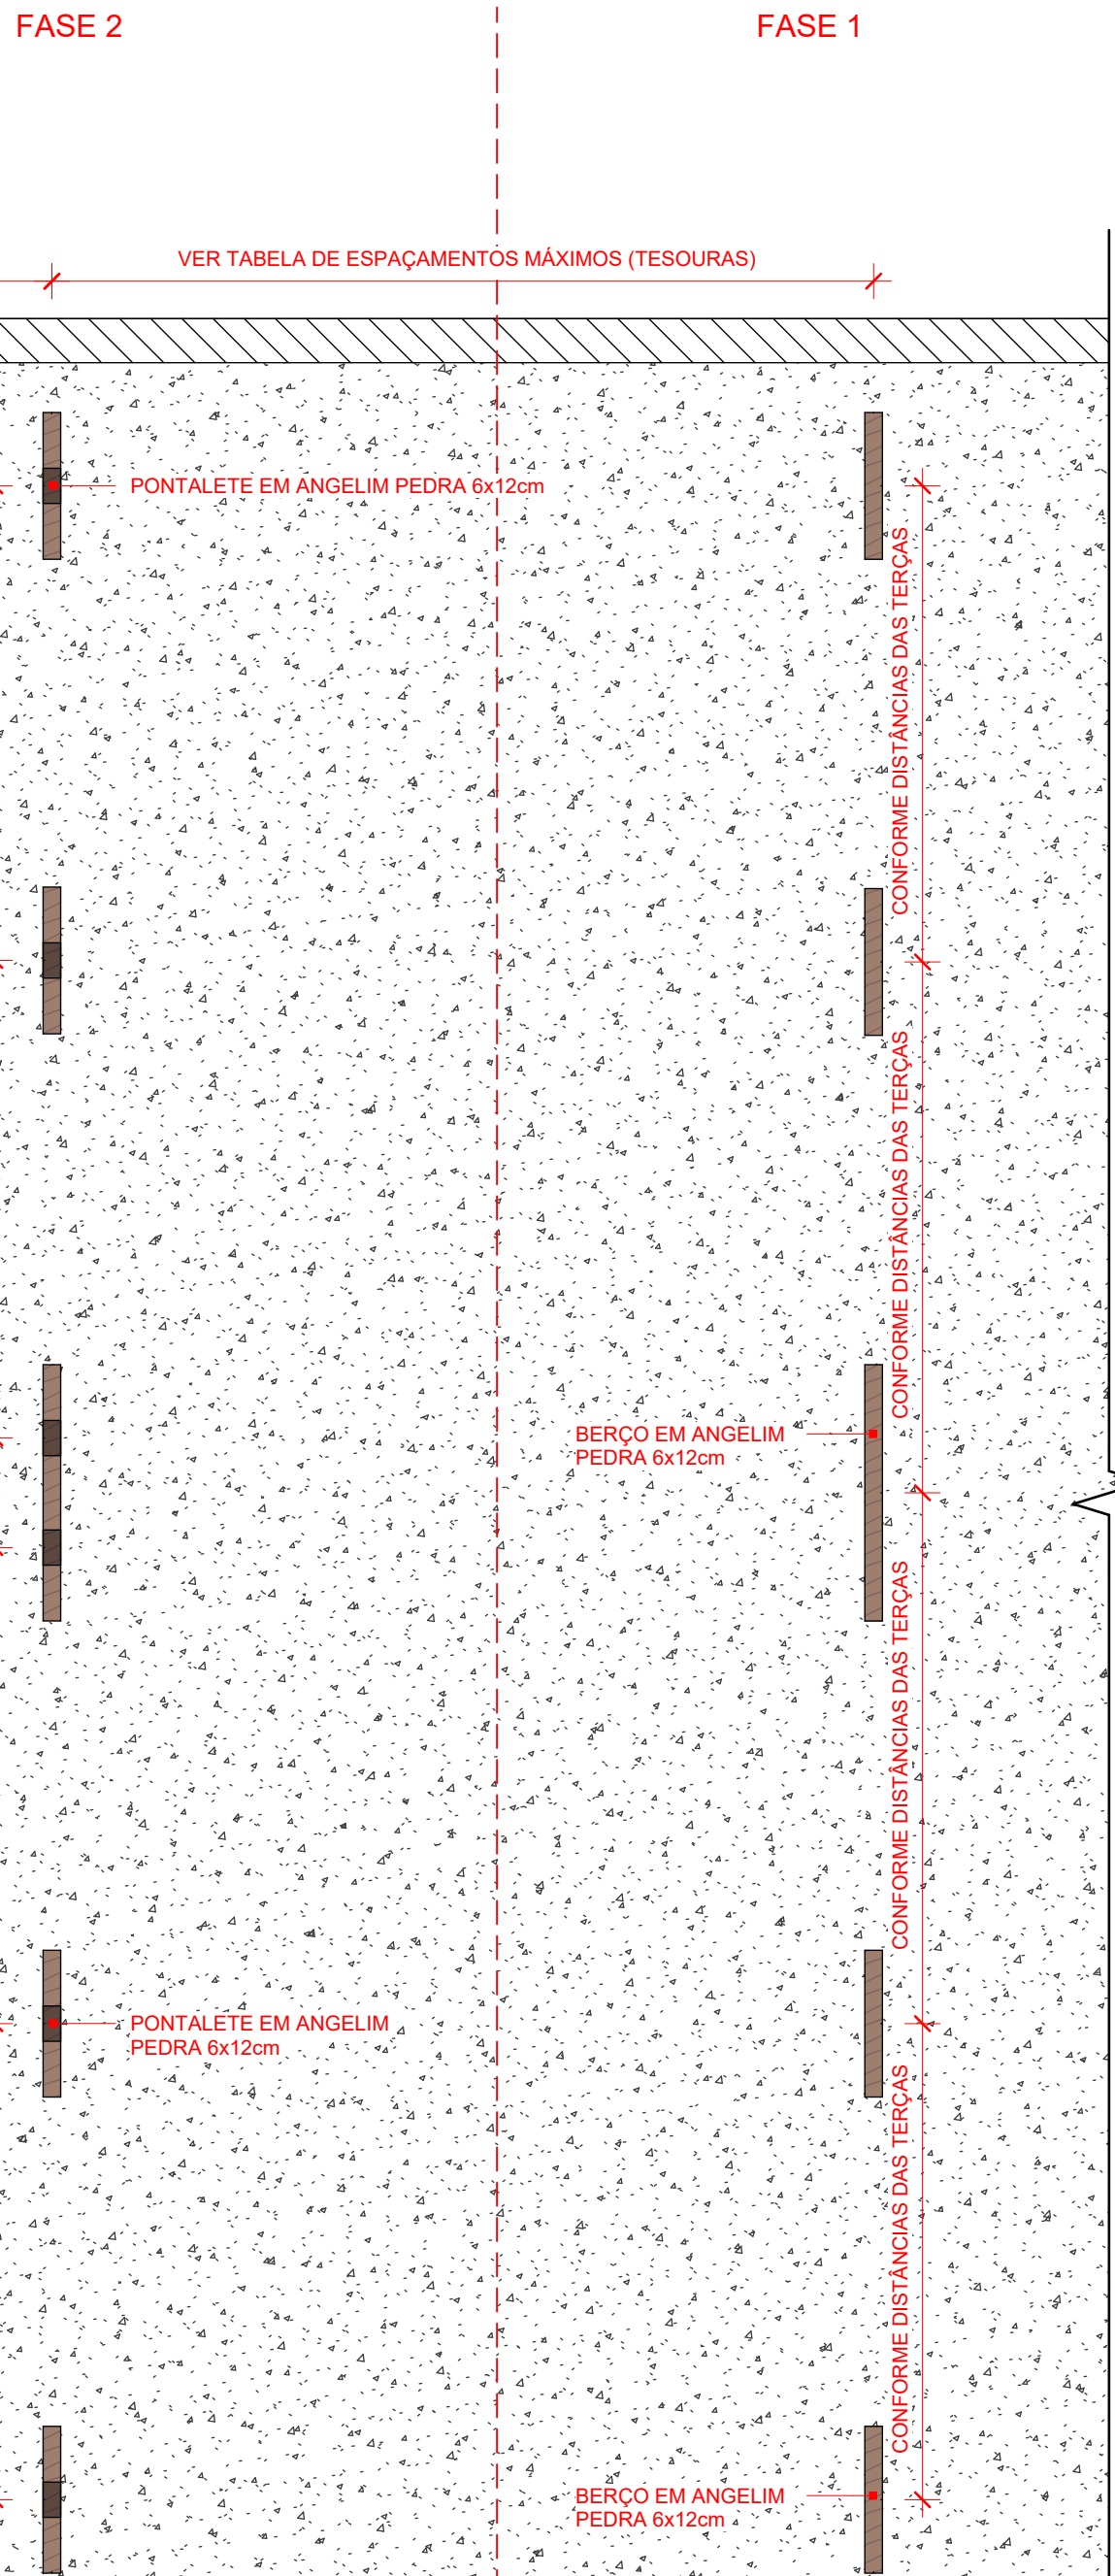 FASE 2
FASE 1
VER TABELA DE ESPAÇAMENTOS MÁXIMOS (TESOURAS)
PONTALETE EM ANGELIM PEDRA 6x12cm
CONFORME DISTÂNCIAS DAS TERÇAS
CONFORME DISTÂNCIAS DAS TERÇAS
BERÇO EM ANGELIM
PEDRA 6x12cm
CONFORME DISTÂNCIAS DAS TERÇAS
PONTALETE EM ANGELIM
PEDRA 6x12cm
CONFORME DISTÂNCIAS DAS TERÇAS
BERÇO EM ANGELIM
PEDRA 6x12cm